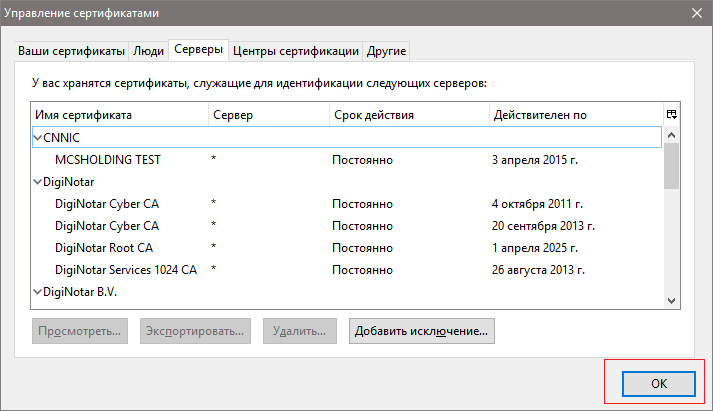 Управление сертификатами
Ваши сертификаты Люди Серверы Центры сертификации Другие
У вас хранятся сертификаты, служащие для идентификации следующих серверов:
Имя сертификата Сервер Срок действия Действителен по
CNNIC
MCSHOLDING TEST * Постоянно 3 апреля 2015 г.
DigiNotar
DigiNotar Cyber CA * Постоянно 4 октября 2011 г.
DigiNotar Cyber CA * Постоянно 20 сентября 2013 г.
DigiNotar Root CA * Постоянно 1 апреля 2025 г.
DigiNotar Services 1024 CA * Постоянно 26 августа 2013 г.
DigiNotar B.V.
Просмотреть... Экспортировать... Удалить... Добавить исключение...
OK